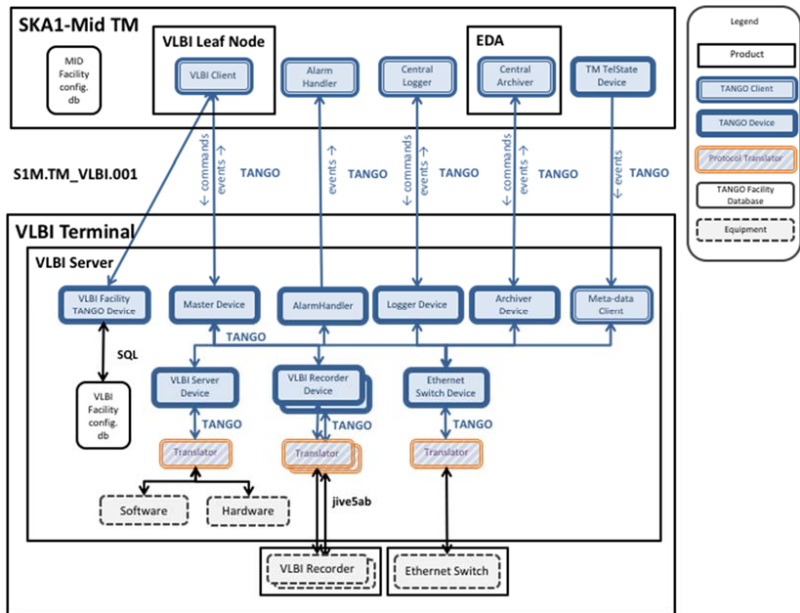 SKA1-Mid TM
MID
Facility
config.
db
VLBI Leaf Node
VLBI Client
Alarm
Handler
Central
Logger
EDA
Central
Archiver
TM TelState
Device
S1M.TM_VLBI.001
← commands
events →
TANGO
events →
TANGO
← commands
events →
TANGO
← commands
events →
TANGO
← events
TANGO
VLBI Terminal
VLBI Server
VLBI Facility
TANGO Device
Master Device
AlarmHandler
Logger Device
Archiver
Device
Meta-data
Client
TANGO
SQL
VLBI
Facility
config.
db
VLBI Server
Device
VLBI Recorder
Device
Ethernet
Switch Device
TANGO
TANGO
TANGO
Translator
Translator
Translator
Software
Hardware
jive5ab
VLBI Recorder
Ethernet Switch
Legend
Product
TANGO Client
TANGO Device
Protocol Translator
TANGO Facility
Database
Equipment